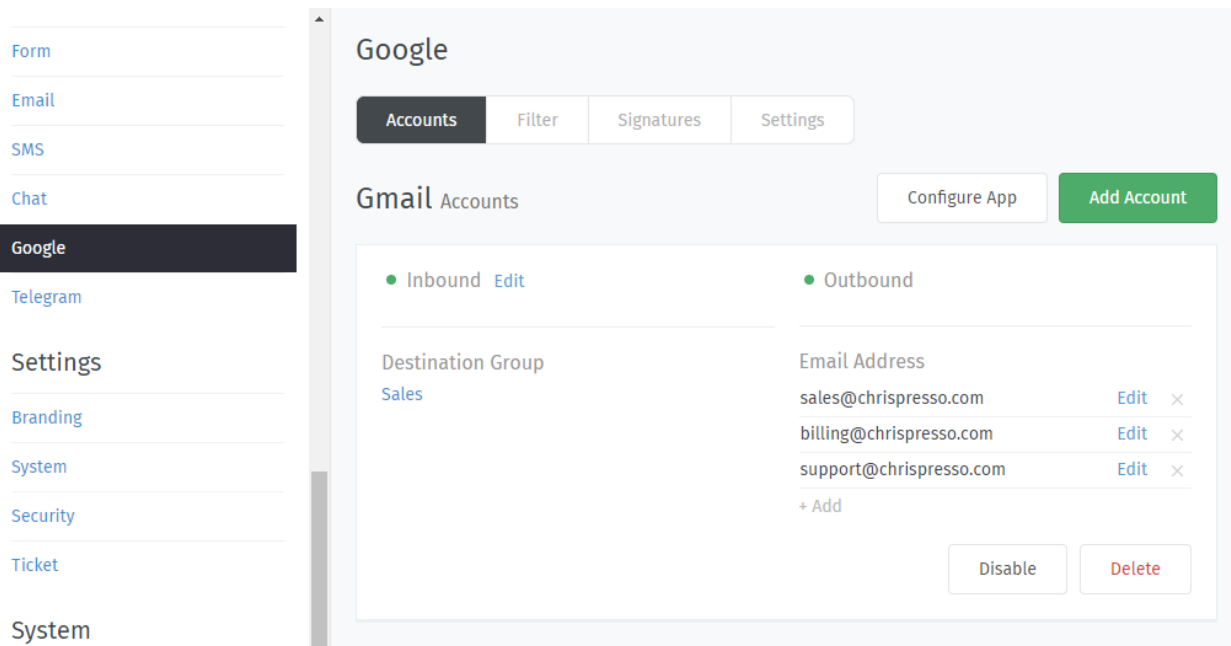 Form
Email
SMS
Chat
Google
Telegram
Settings
Branding
System
Security
Ticket
System
Google
Accounts Filter Signatures Settings
Gmail Accounts Configure App Add Account
Inbound Edit Outbound
Destination Group
Sales
Email Address
sales@chrispresso.com Edit ×
billing@chrispresso.com Edit ×
support@chrispresso.com Edit ×
+ Add
Disable Delete